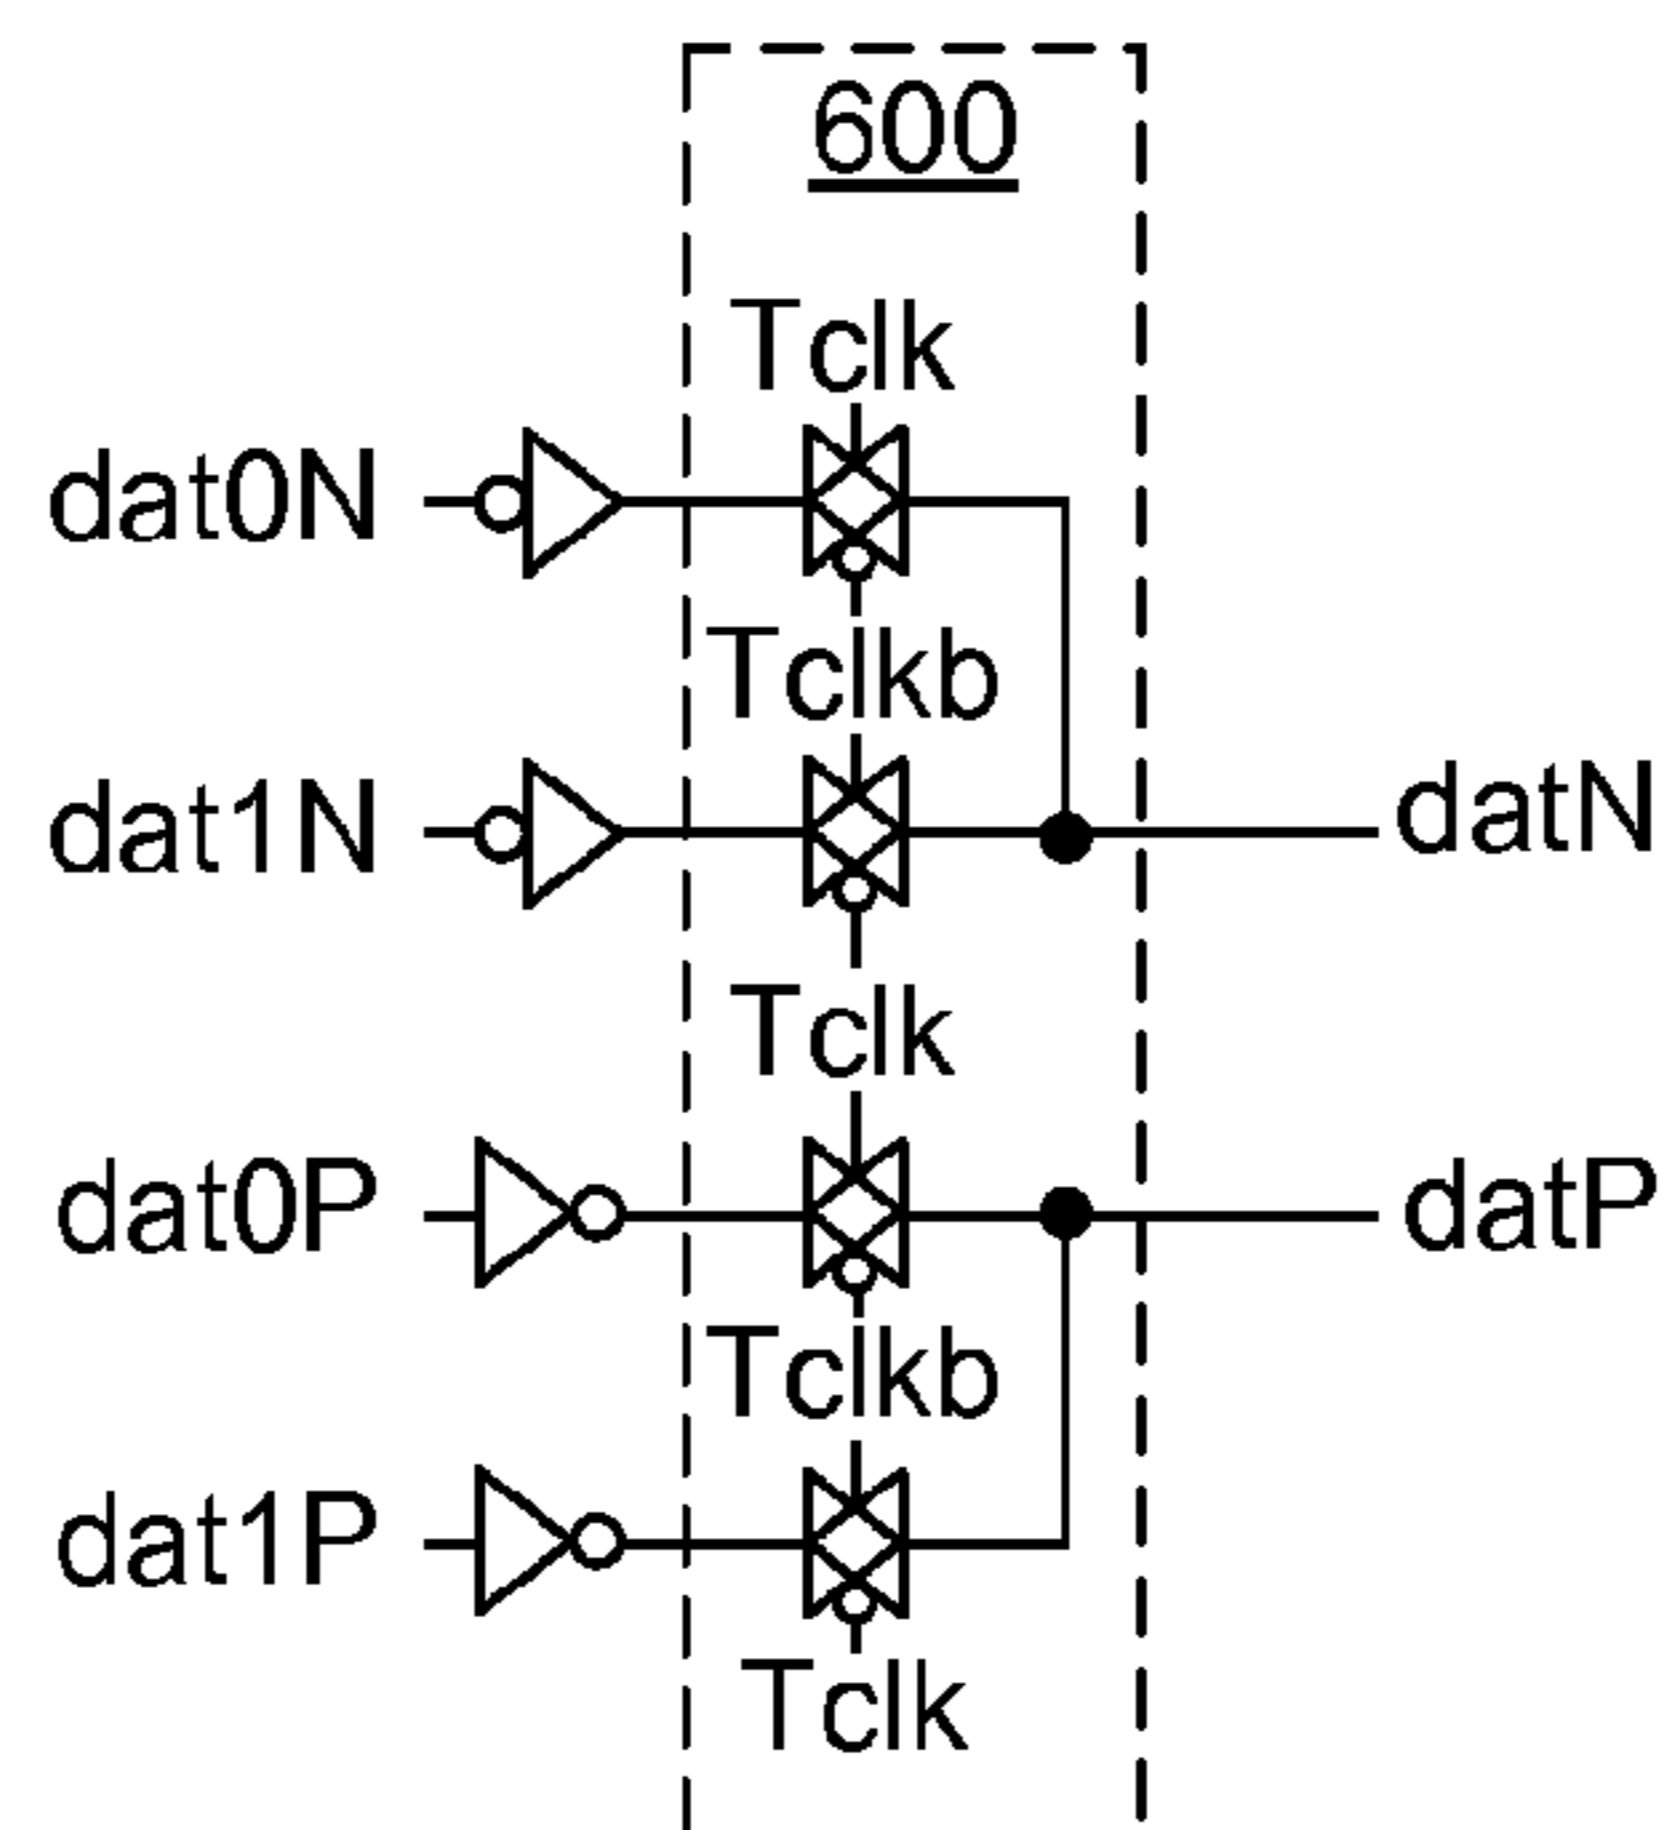 600
Tclk
dat0N
Tclkb
dat1N
datN
Tclk
dat0P
datP
Tclkb
dat1P
Tclk